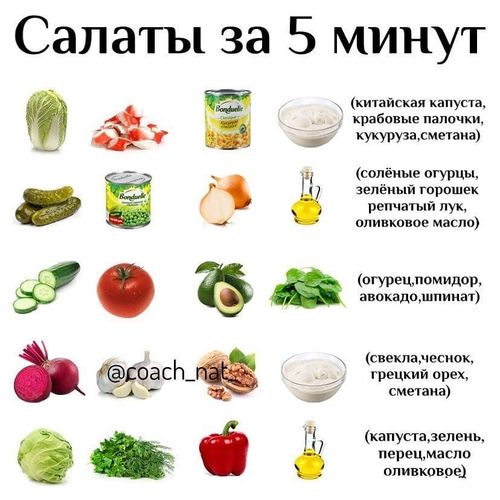 Салаты за 5 минут
Bonduelle
(китайская капуста,
крабовые палочки,
кукуруза,сметана)
Bonduelle
(солёные огурцы,
зелёный горошек
репчатый лук,
оливковое масло)
(огурец,помидор,
авокадо,шпинат)
@coach_nat
(свекла,чеснок,
грецкий орех,
сметана)
(капуста,зелень,
перец,масло
оливковое)